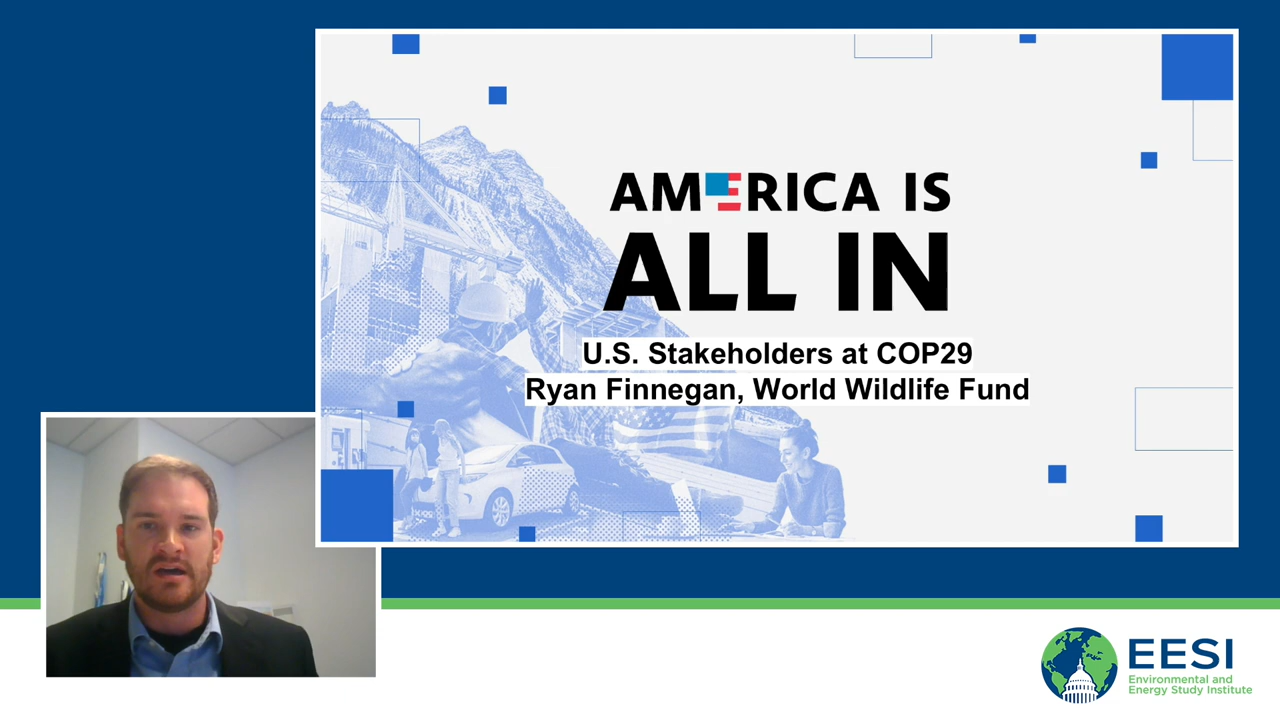 AMERICA IS
ALL IN
U.S. Stakeholders at COP29
Ryan Finnegan, World Wildlife Fund
EESI
Environmental and
Energy Study Institute